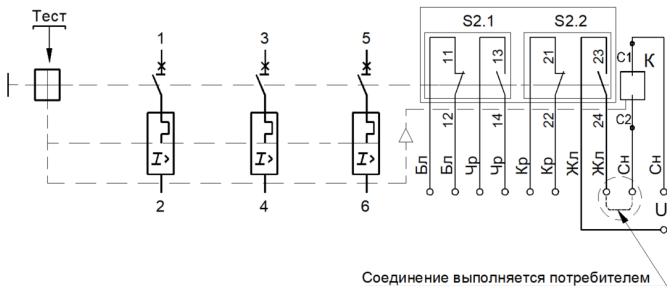 Тест
1 3 5
S2.1 S2.2
11 13 21 23
C1 К
I> I> I>
12 14 22 24
C2
2 4 6
Бл Бл Чр Чр Кр Кр Жл Жл Сн Сн
U
Соединение выполняется потребителем